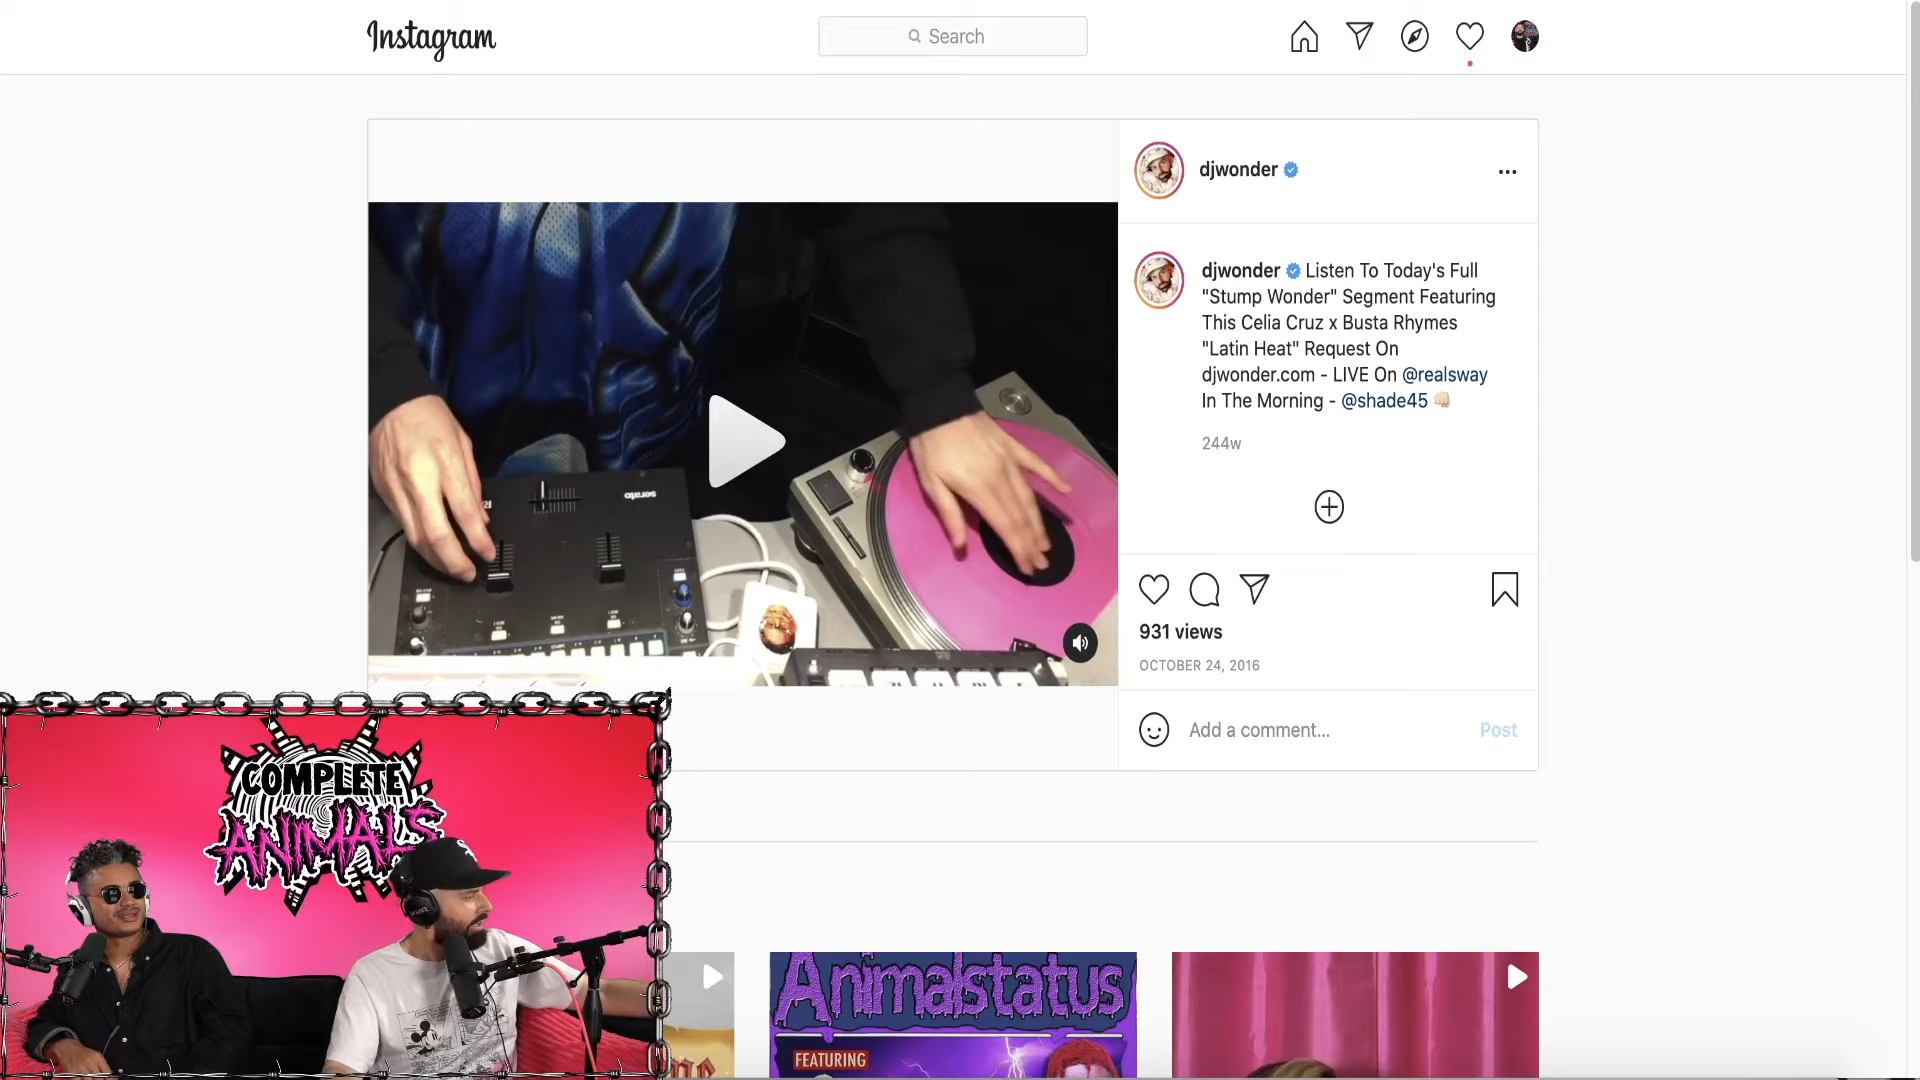 Instagram
Search
djwonder
djwonder Listen To Today's Full
"Stump Wonder" Segment Featuring
This Celia Cruz x Busta Rhymes
"Latin Heat" Request On
djwonder.com - LIVE On @realsway
In The Morning - @shade45 👊🏻
244w
serato
931 views
OCTOBER 24, 2016
Add a comment...
Post
COMPLETE
ANIMALS
Animalstatus
FEATURING